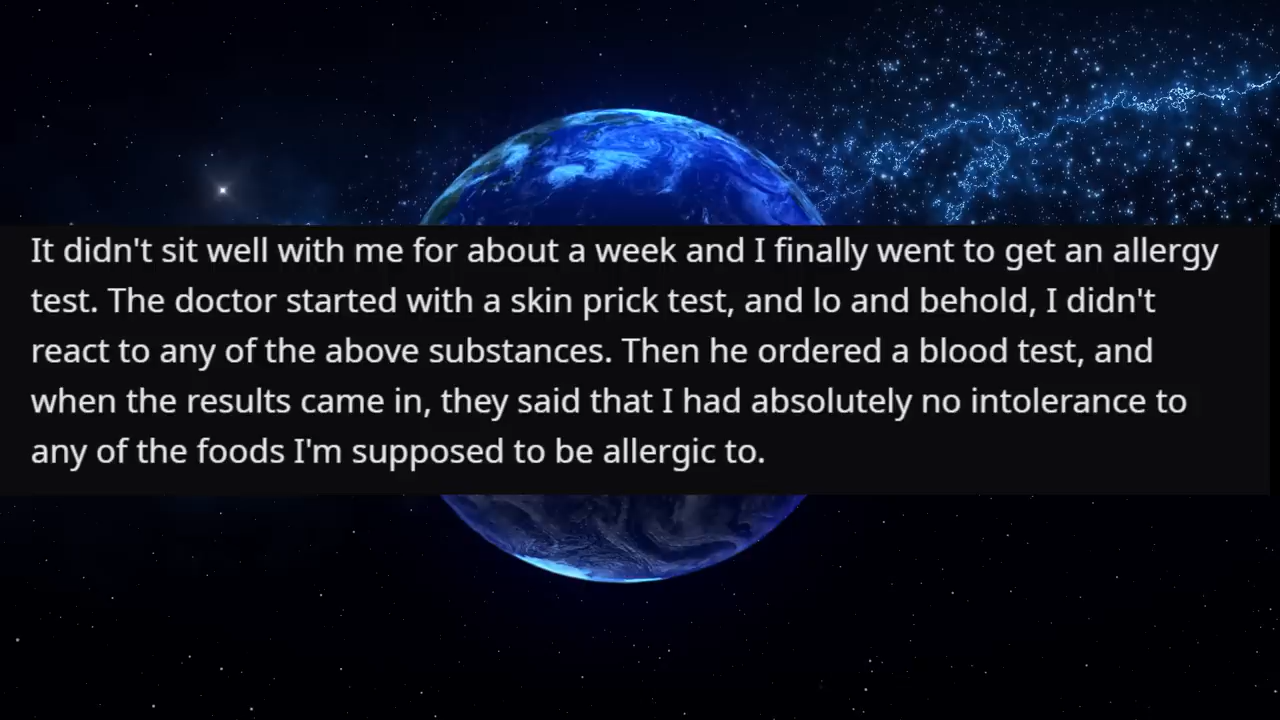 It didn't sit well with me for about a week and I finally went to get an allergy
test. The doctor started with a skin prick test, and lo and behold, I didn't
react to any of the above substances. Then he ordered a blood test, and
when the results came in, they said that I had absolutely no intolerance to
any of the foods I'm supposed to be allergic to.